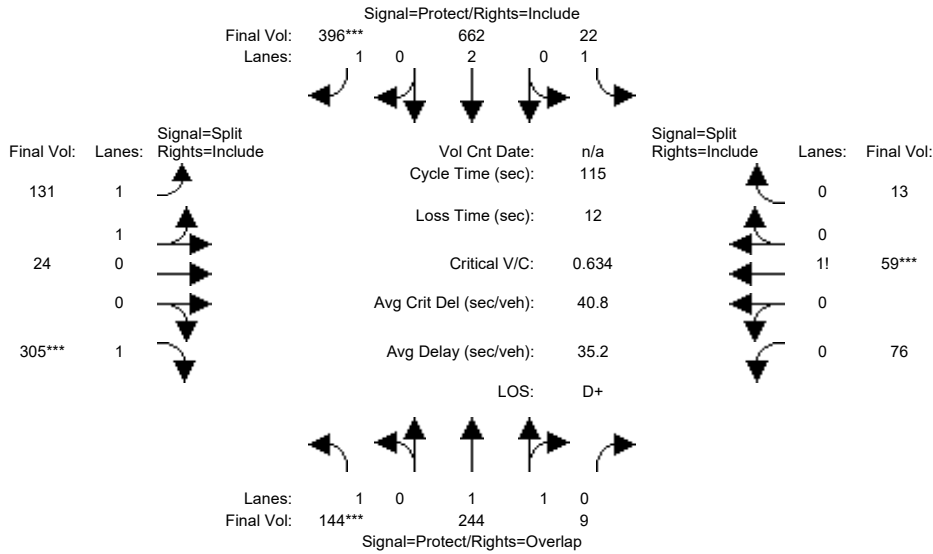 Signal=Protect/Rights=Include
Final Vol: 396*** 662 22
Lanes: 1 0 2 0 1
Signal=Split
Final Vol: Lanes: Rights=Include
Vol Cnt Date: n/a
Signal=Split
Rights=Include Lanes: Final Vol:
Cycle Time (sec): 115
131 1
0 13
Loss Time (sec): 12
1
0
24 0
Critical V/C: 0.634
1! 59***
0
Avg Crit Del (sec/veh): 40.8
0
305*** 1
Avg Delay (sec/veh): 35.2
0 76
LOS: D+
Lanes: 1 0 1 1 0
Final Vol: 144*** 244 9
Signal=Protect/Rights=Overlap